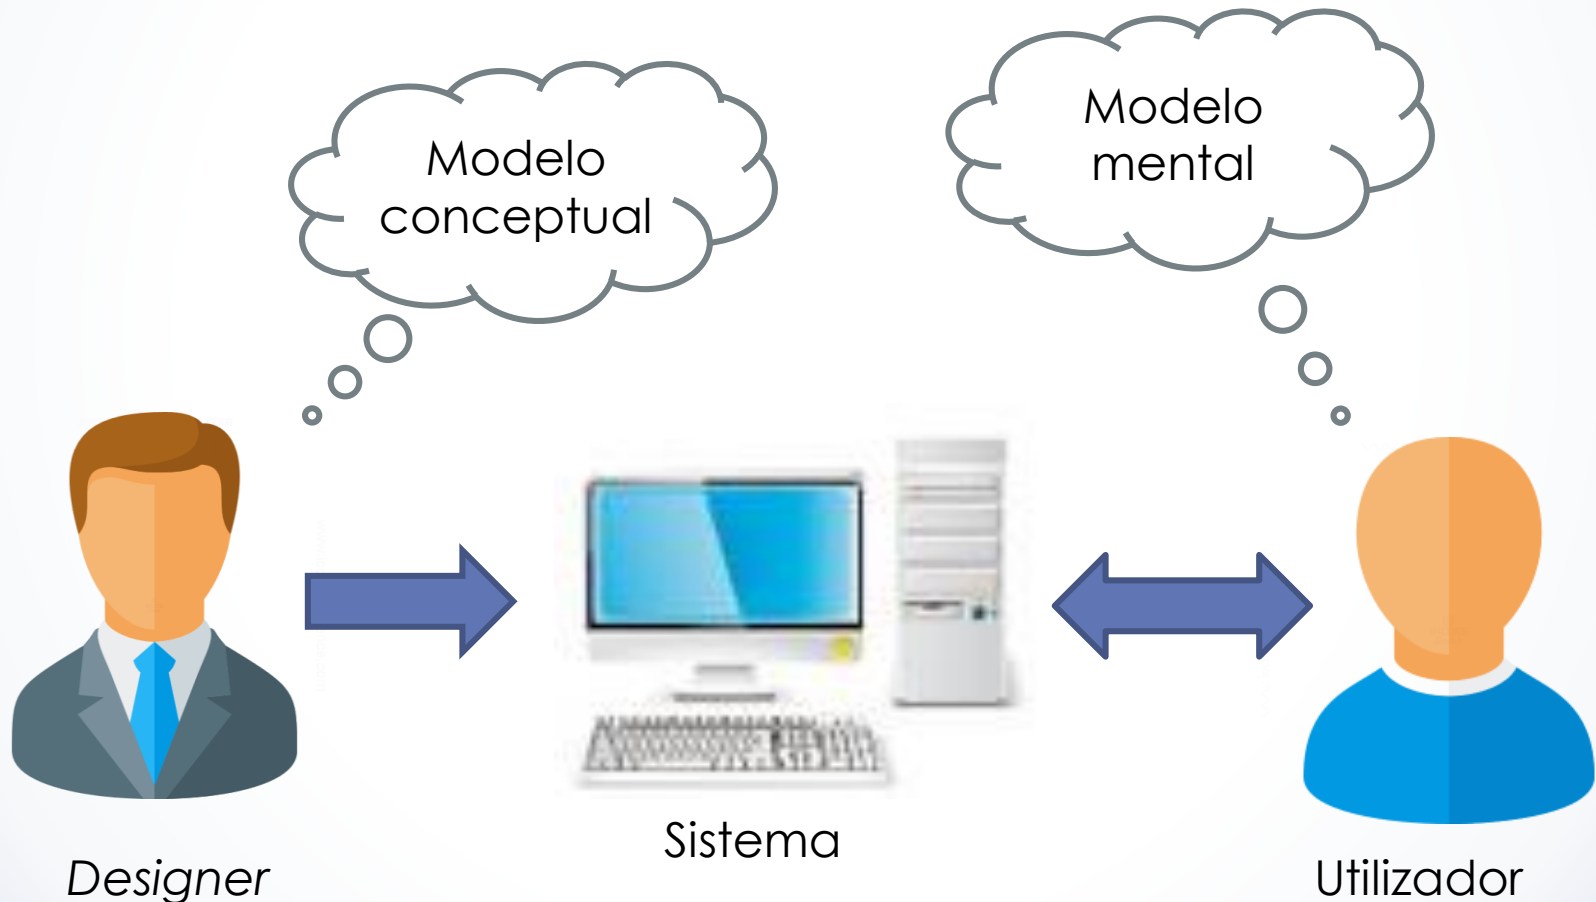 Modelo
conceptual
Modelo
mental
Sistema
Designer
Utilizador